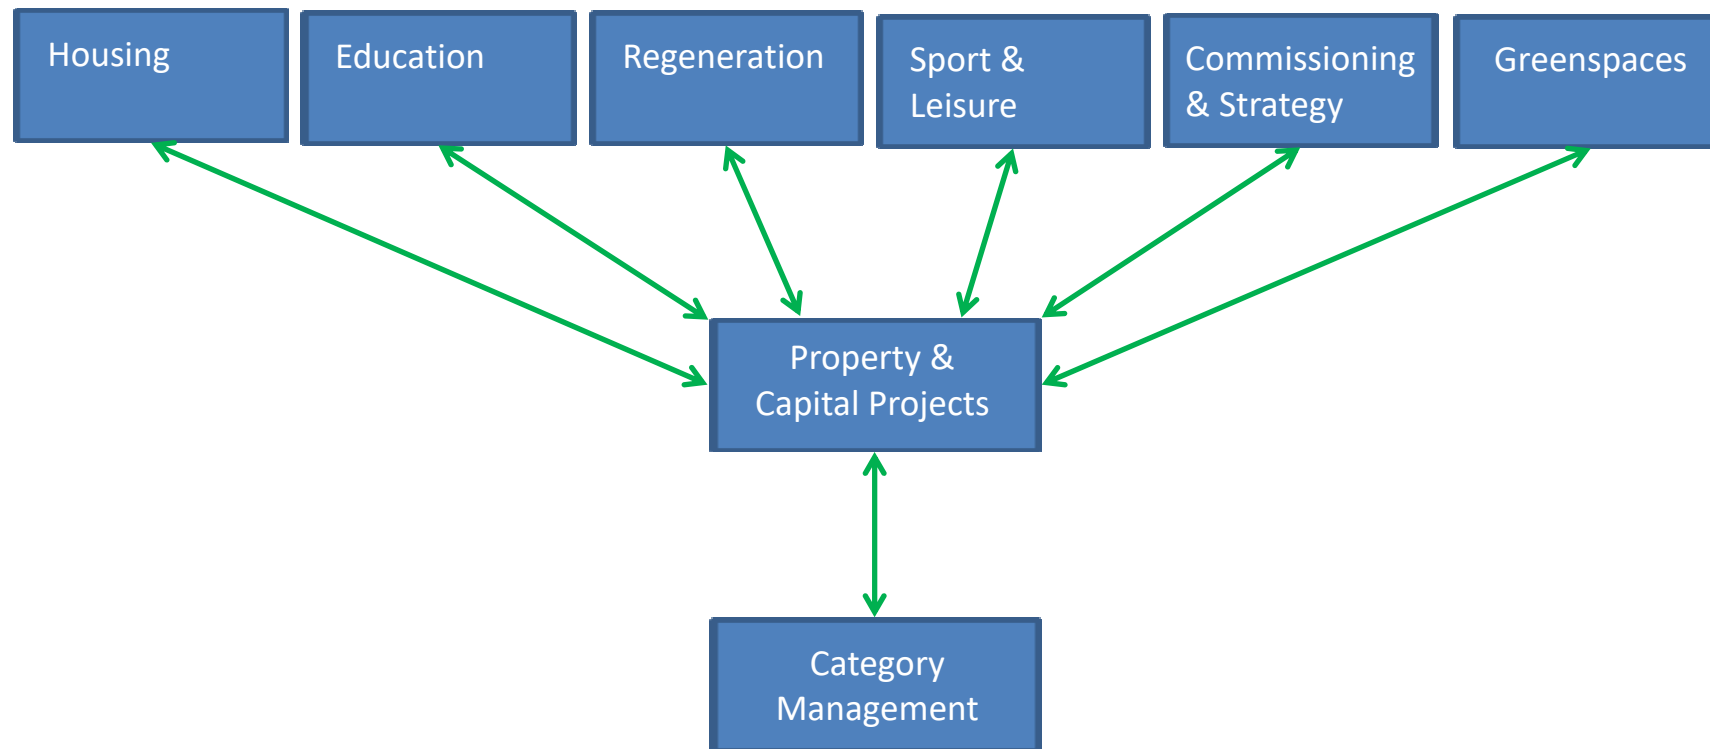 Housing
Education
Regeneration
Sport &
Leisure
Commissioning
& Strategy
Greenspaces
Property &
Capital Projects
Category
Management